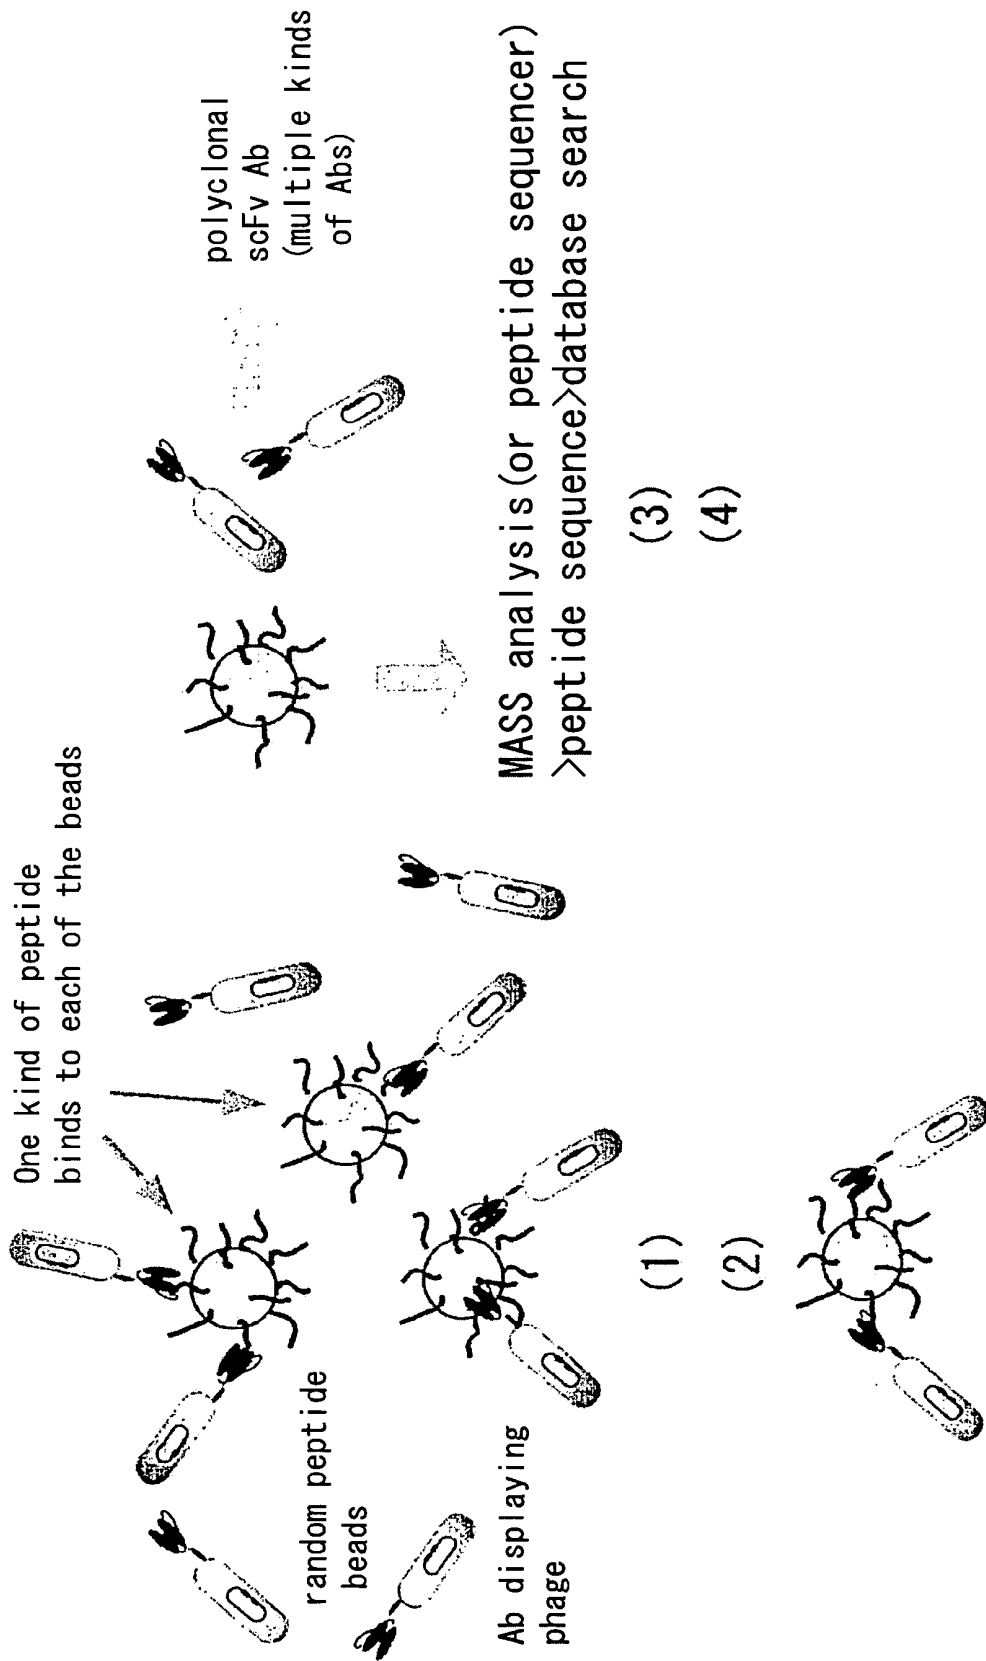 One kind of peptide
binds to each of the beads
random peptide
beads
Ab displaying
phage
(1)
(2)
polyclonal
scFv Ab
(multiple kinds
of Abs)
MASS analysis(or peptide sequencer)
>peptide sequence>database search
(3)
(4)